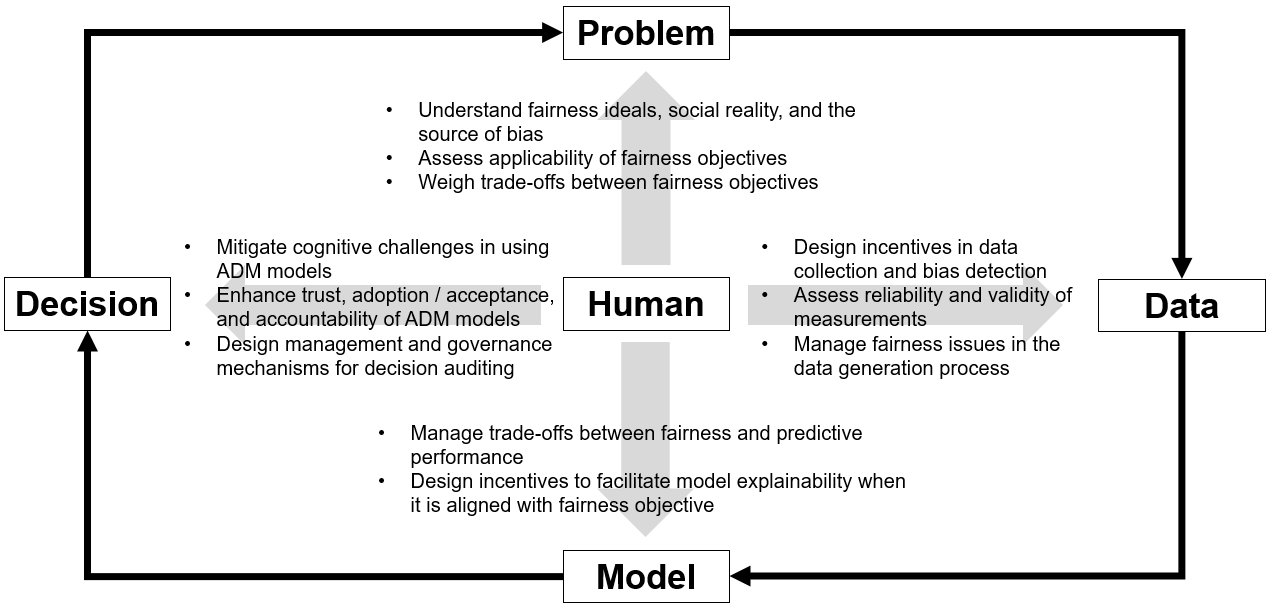 Problem
• Understand fairness ideals, social reality, and the
source of bias
• Assess applicability of fairness objectives
• Weigh trade-offs between fairness objectives
• Mitigate cognitive challenges in using
ADM models
• Enhance trust, adoption / acceptance,
and accountability of ADM models
• Design management and governance
mechanisms for decision auditing
Decision
Human
• Design incentives in data
collection and bias detection
• Assess reliability and validity of
measurements
• Manage fairness issues in the
data generation process
Data
• Manage trade-offs between fairness and predictive
performance
• Design incentives to facilitate model explainability when
it is aligned with fairness objective
Model